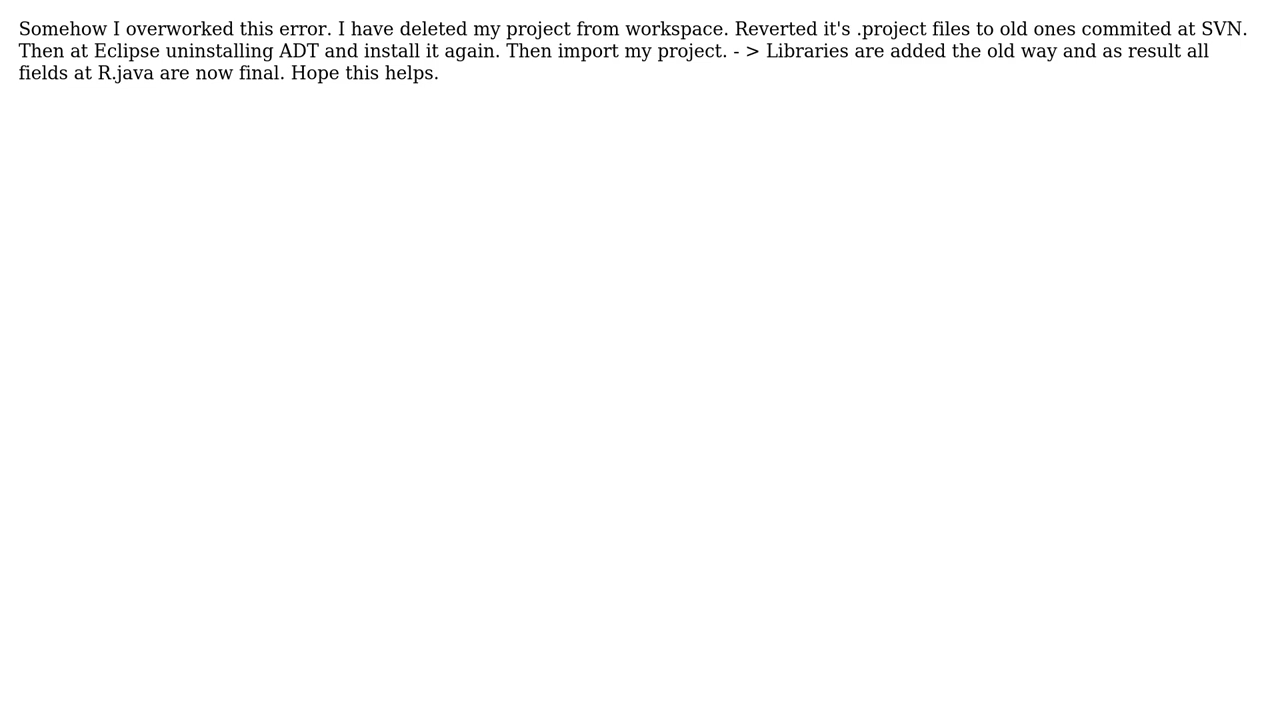 Somehow I overworked this error. I have deleted my project from workspace. Reverted it's .project files to old ones commited at SVN.
Then at Eclipse uninstalling ADT and install it again. Then import my project. - > Libraries are added the old way and as result all
fields at R.java are now final. Hope this helps.